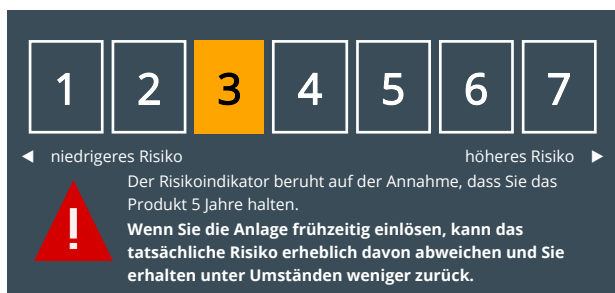 1 2 3 4 5 6 7
◄ niedrigeres Risiko höheres Risiko ►
Der Risikoindikator beruht auf der Annahme, dass Sie das
Produkt 5 Jahre halten.
Wenn Sie die Anlage frühzeitig einlösen, kann das
tatsächliche Risiko erheblich davon abweichen und Sie
erhalten unter Umständen weniger zurück.
!